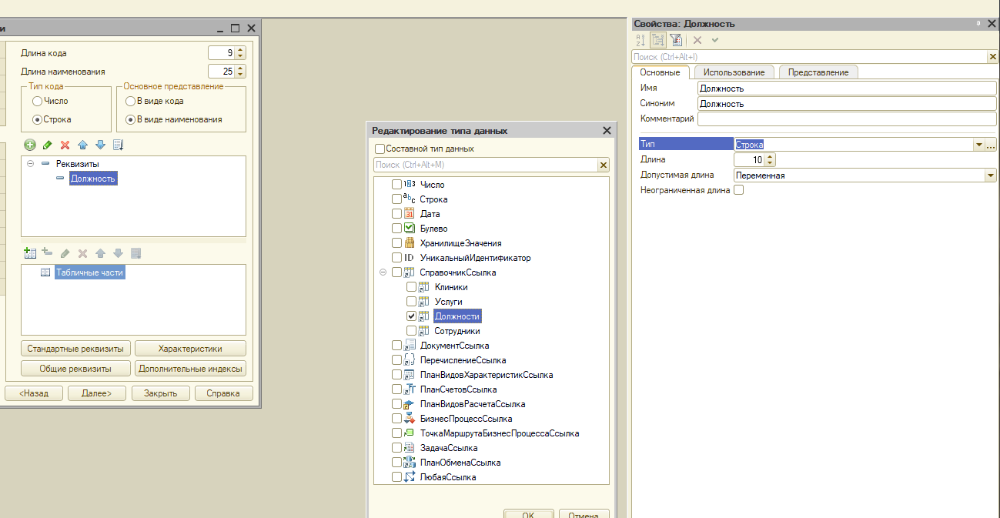 и
Длина кода
9
Длина наименования
25
Тип кода
Основное представление
Число
В виде кода
Строка
В виде наименования
Реквизиты
Должность
Табличные части
Стандартные реквизиты
Характеристики
Общие реквизиты
Дополнительные индексы
<Назад
Далее>
Закрыть
Справка
Редактирование типа данных
Составной тип данных
Поиск (Ctrl+Alt+M)
Число
Строка
Дата
Булево
ХранилищеЗначения
УникальныйИдентификатор
СправочникСсылка
Клиники
Услуги
Должности
Сотрудники
ДокументСсылка
ПеречислениеСсылка
ПланВидовХарактеристикСсылка
ПланСчетовСсылка
ПланВидовРасчетаСсылка
БизнесПроцессСсылка
ТочкаМаршрутаБизнесПроцессаСсылка
ЗадачаСсылка
ПланОбменаСсылка
ЛюбаяСсылка
OK
Отмена
Свойства: Должность
Поиск (Ctrl+Alt+I)
Основные
Использование
Представление
Имя
Должность
Синоним
Должность
Комментарий
Тип
Строка
...
Длина
10
Допустимая длина
Переменная
Неограниченная длина